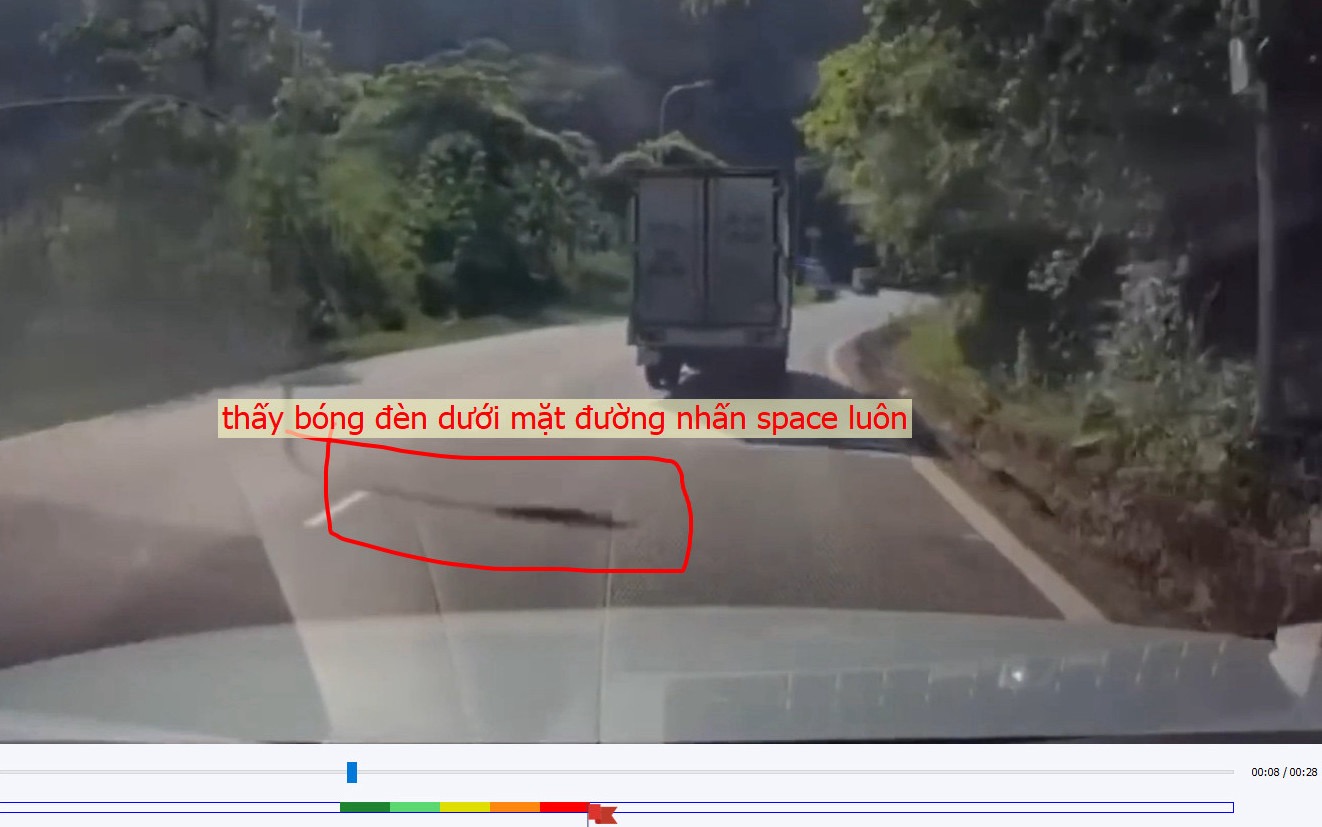 thấy bóng đèn dưới mặt đường nhấn space luôn
00:08 / 00:28